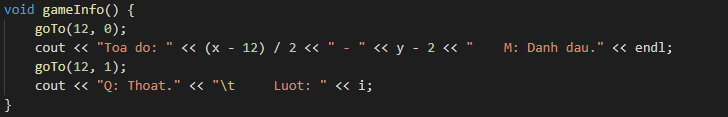 void gameInfo() {
    goTo(12, 0);
    cout << "Toa do: " << (x - 12) / 2 << " - " << y - 2 << "    M: Danh dau." << endl;
    goTo(12, 1);
    cout << "Q: Thoat." << "\t     Luot: " << i;
}